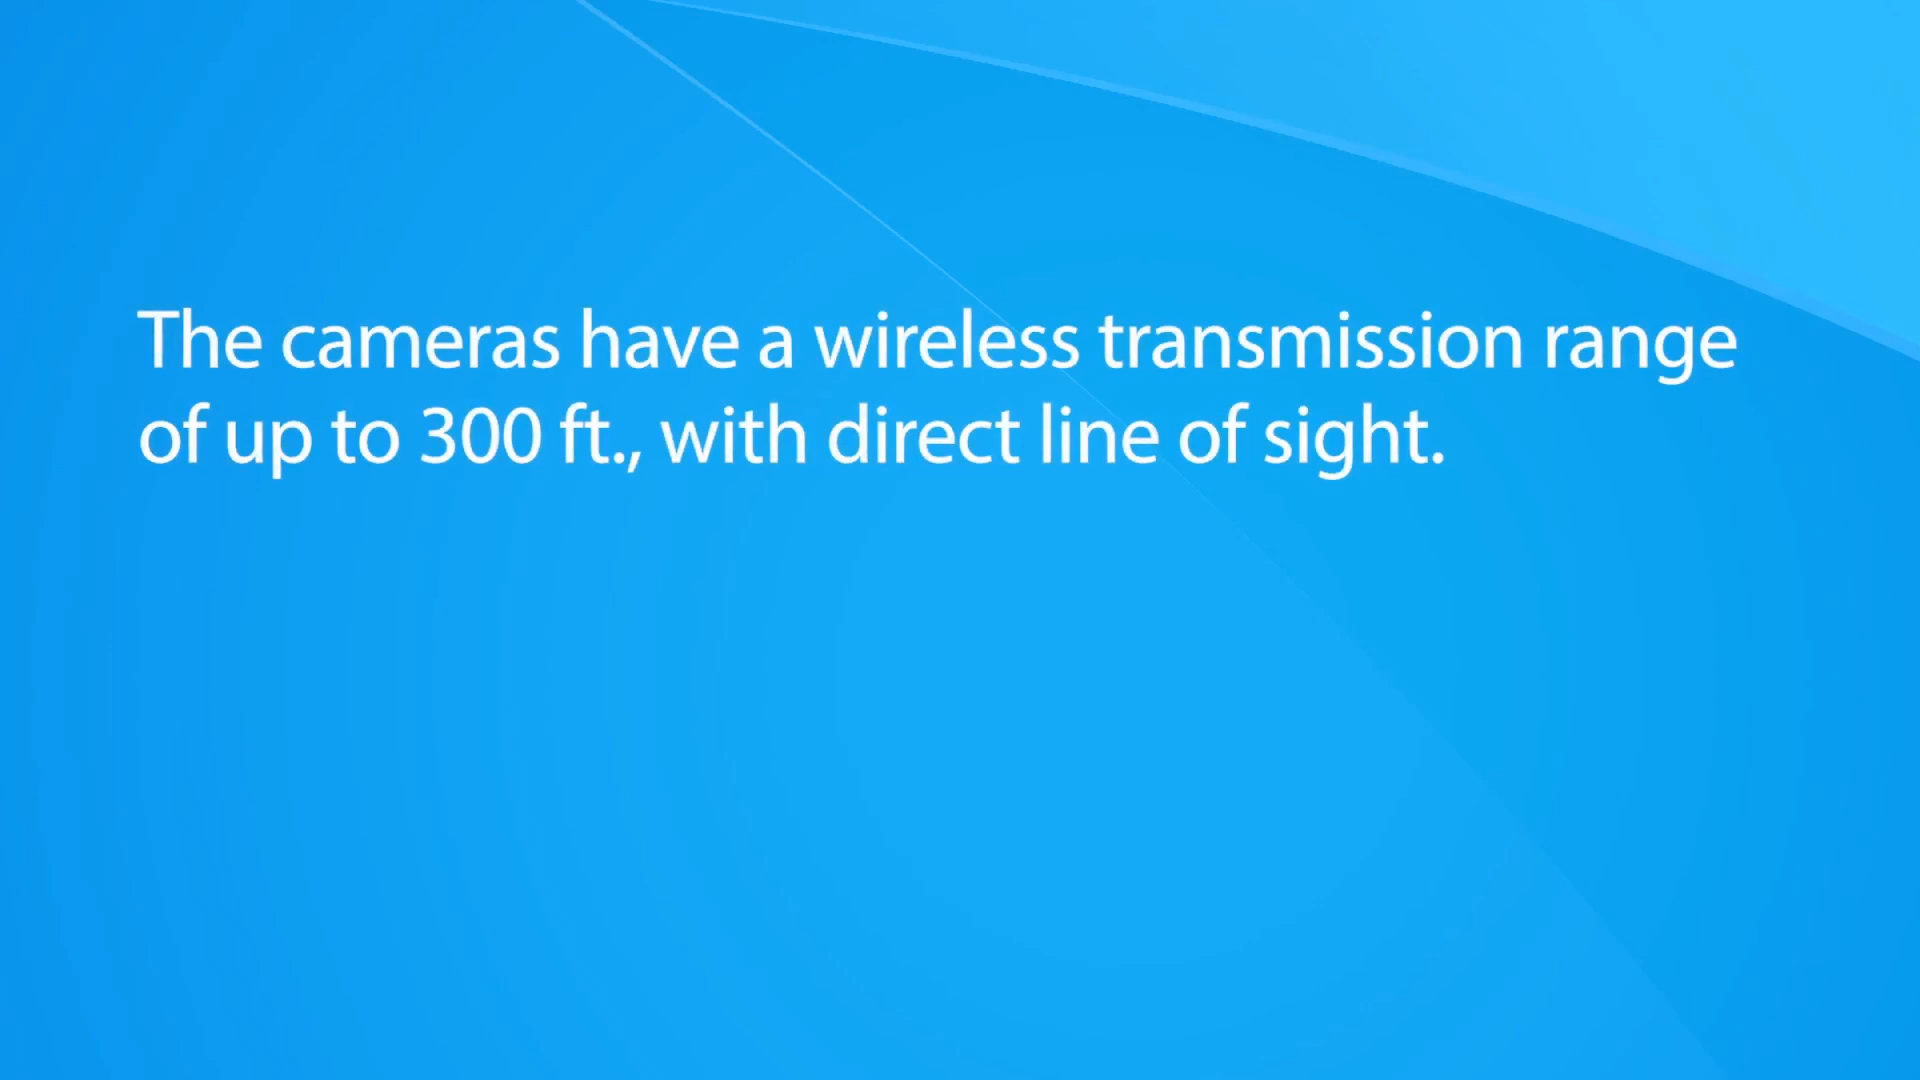 The cameras have a wireless transmission range
of up to 300 ft., with direct line of sight.